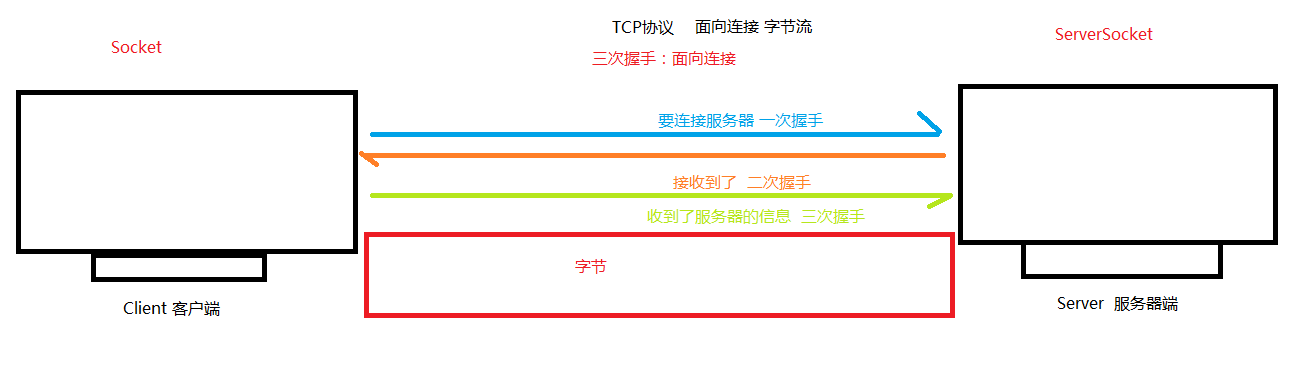 TCP协议 面向连接 字节流
Socket
ServerSocket
三次握手：面向连接
要连接服务器 一次握手
接收到了 二次握手
收到了服务器的信息 三次握手
字节
Client 客户端
Server 服务器端